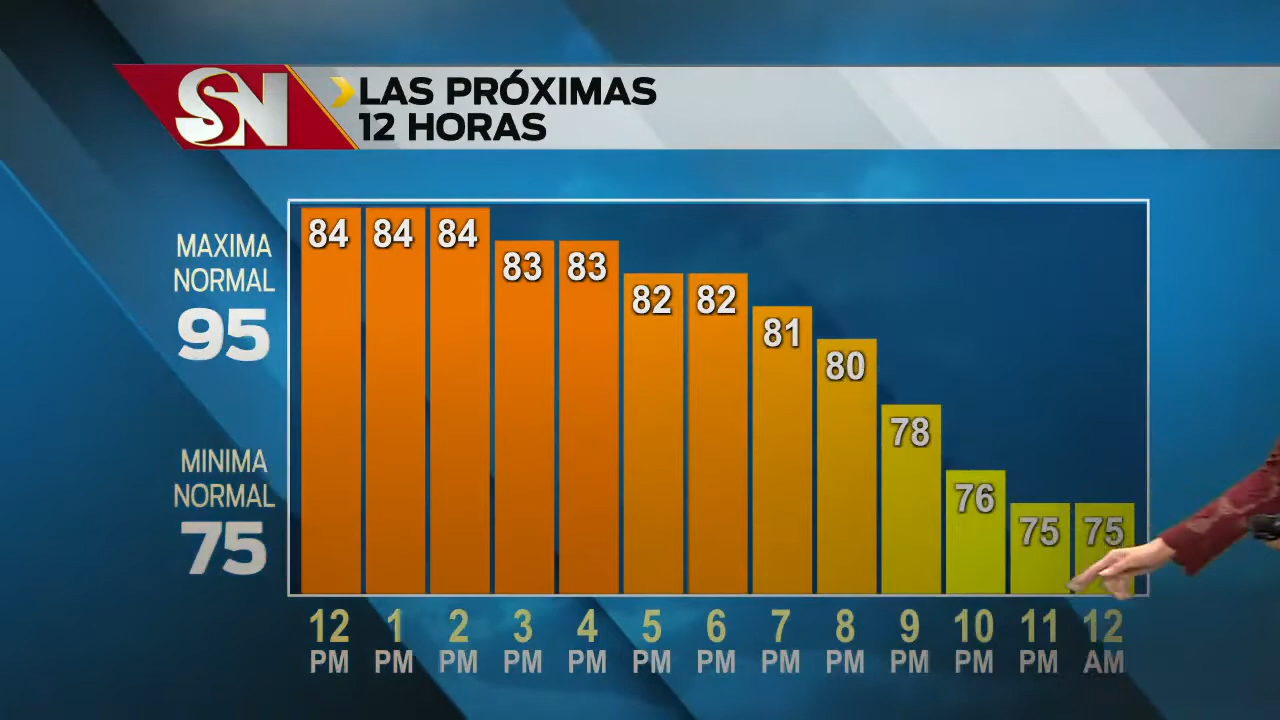 SN
LAS PRÓXIMAS
12 HORAS
MAXIMA
NORMAL
95
MINIMA
NORMAL
75
84 84 84 83 83 82 82 81 80 78 76 75 75
12 1 2 3 4 5 6 7 8 9 10 11 12
PM PM PM PM PM PM PM PM PM PM PM PM AM